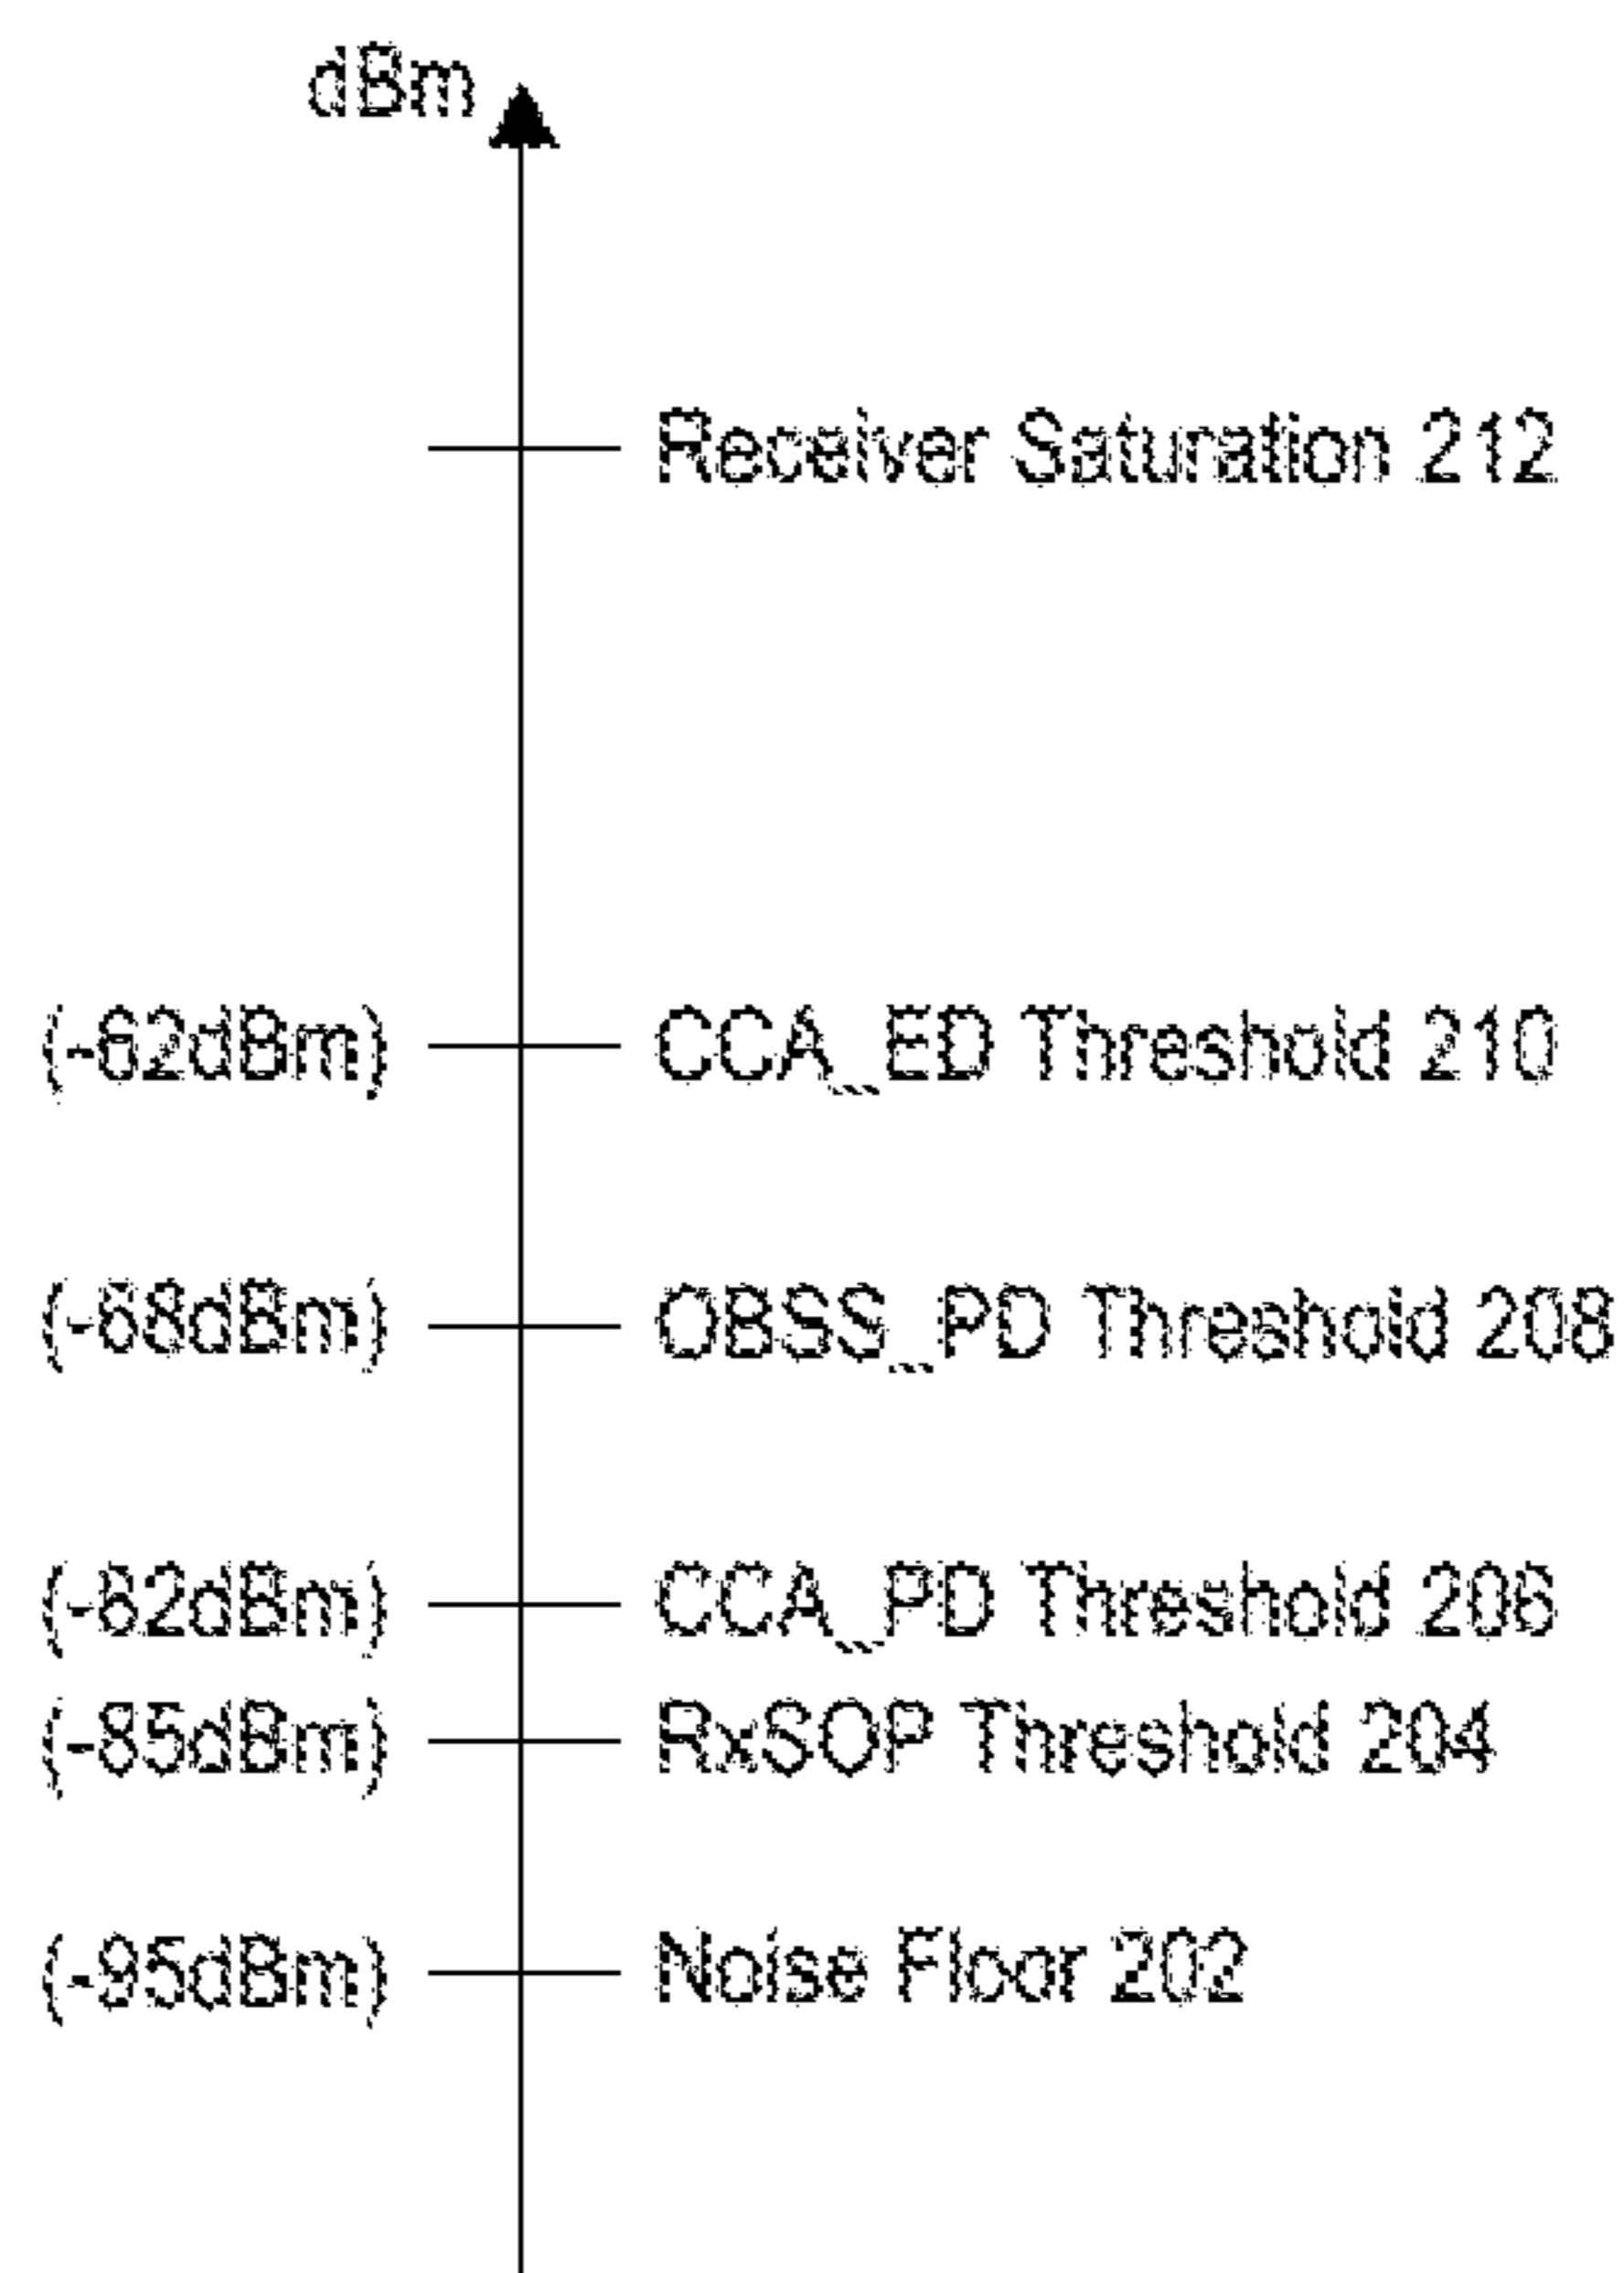 dBm
Receiver Saturation 212
(-62dBm) CCA_ED Threshold 210
(-68dBm) OBSS_PD Threshold 208
(-82dBm) CCA_PD Threshold 206
(-85dBm) RxSOP Threshold 204
(-95dBm) Noise Floor 202